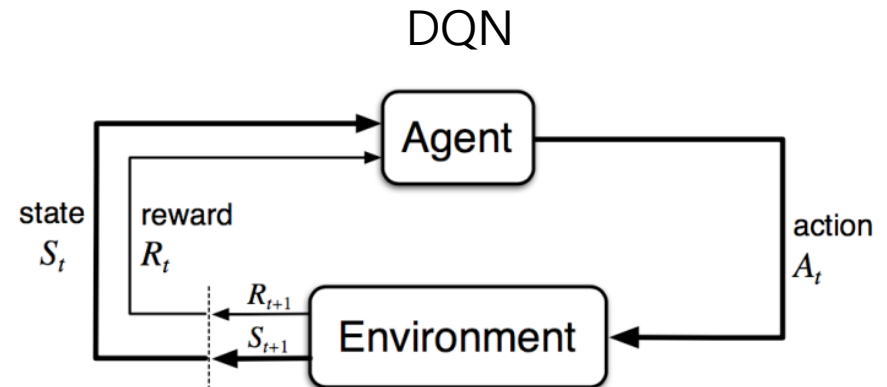 DQN
Agent
state
S_t
reward
R_t
action
A_t
R_{t+1}
S_{t+1}
Environment